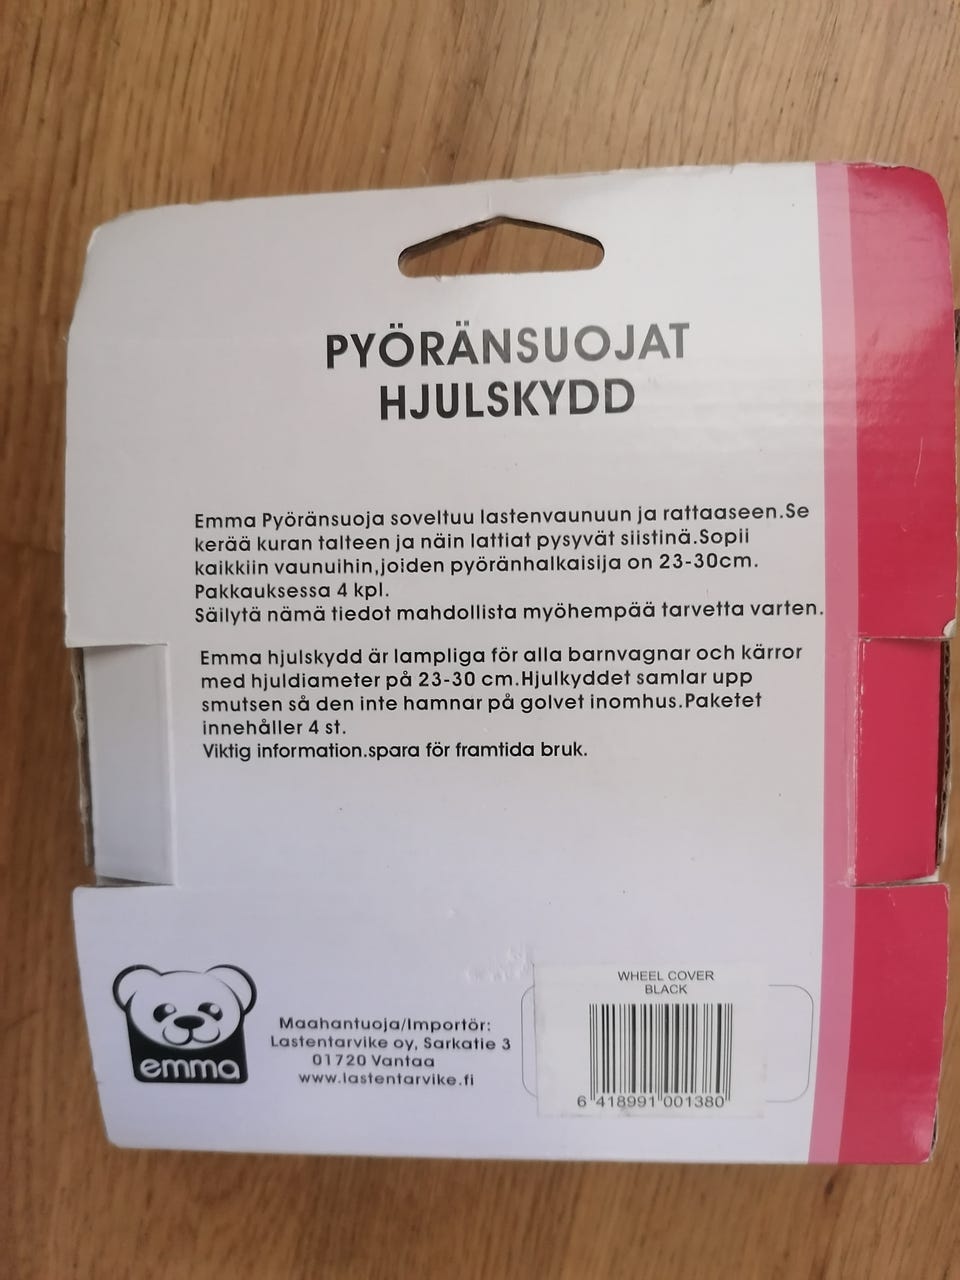 PYÖRÄNSUOJAT
HJULSKYDD
Emma Pyöränsuoja soveltuu lastenvaunuun ja rattaaseen.Se
kerää kuran talteen ja näin lattiat pysyvät siistinä.Sopii
kaikkiin vaunuihin,joiden pyöränhalkaisija on 23-30cm.
Pakkauksessa 4 kpl.
Säilytä nämä tiedot mahdollista myöhempää tarvetta varten.
Emma hjulskydd är lampliga för alla barnvagnar och kärror
med hjuldiameter på 23-30 cm.Hjulkyddet samlar upp
smutsen så den inte hamnar på golvet inomhus.Paketet
innehåller 4 st.
Viktig information.spara för framtida bruk.
emma
Maahantuoja/Importör:
Lastentarvike oy, Sarkatie 3
01720 Vantaa
www.lastentarvike.fi
WHEEL COVER
BLACK
6 418991 001380